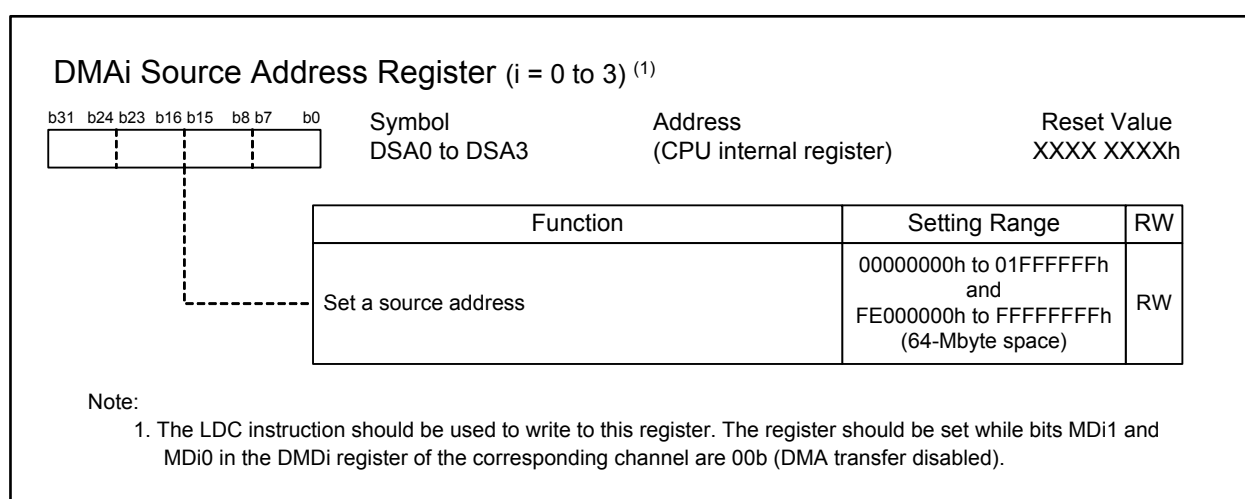 DMAi Source Address Register (i = 0 to 3) (1)
b31 b24 b23 b16 b15 b8 b7 b0
Symbol Address Reset Value
DSA0 to DSA3 (CPU internal register) XXXX XXXXh
Function Setting Range RW
Set a source address
00000000h to 01FFFFFFh
and
FE000000h to FFFFFFFFh
(64-Mbyte space)
RW
Note:
1. The LDC instruction should be used to write to this register. The register should be set while bits MDi1 and
MDi0 in the DMDi register of the corresponding channel are 00b (DMA transfer disabled).